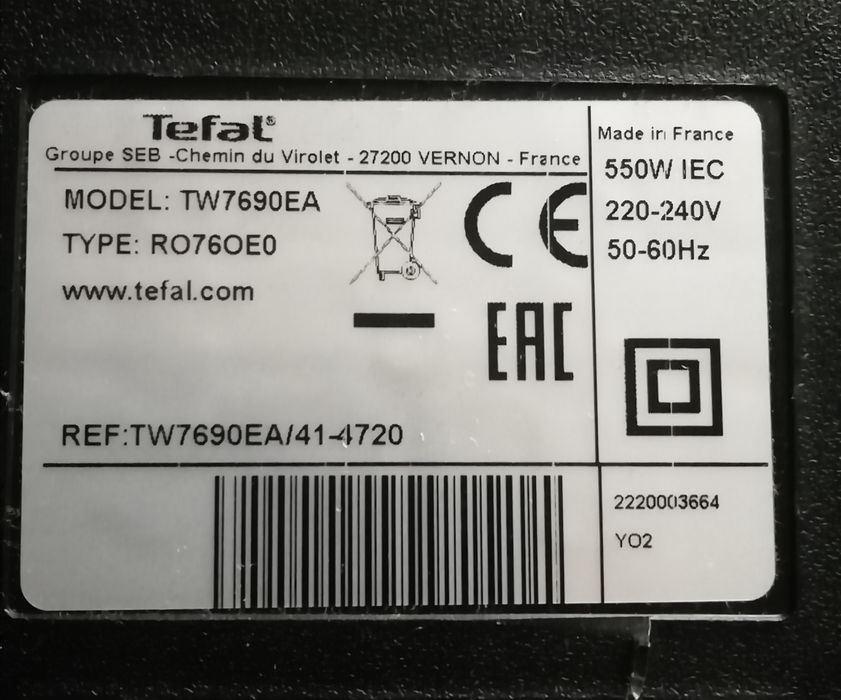 Tefal®
Groupe SEB -Chemin du Virolet - 27200 VERNON - France
MODEL: TW7690EA
TYPE: RO76OE0
www.tefal.com
CE
EAC
REF:TW7690EA/41-4720
Made in France
550W IEC
220-240V
50-60Hz
2220003664
YO2